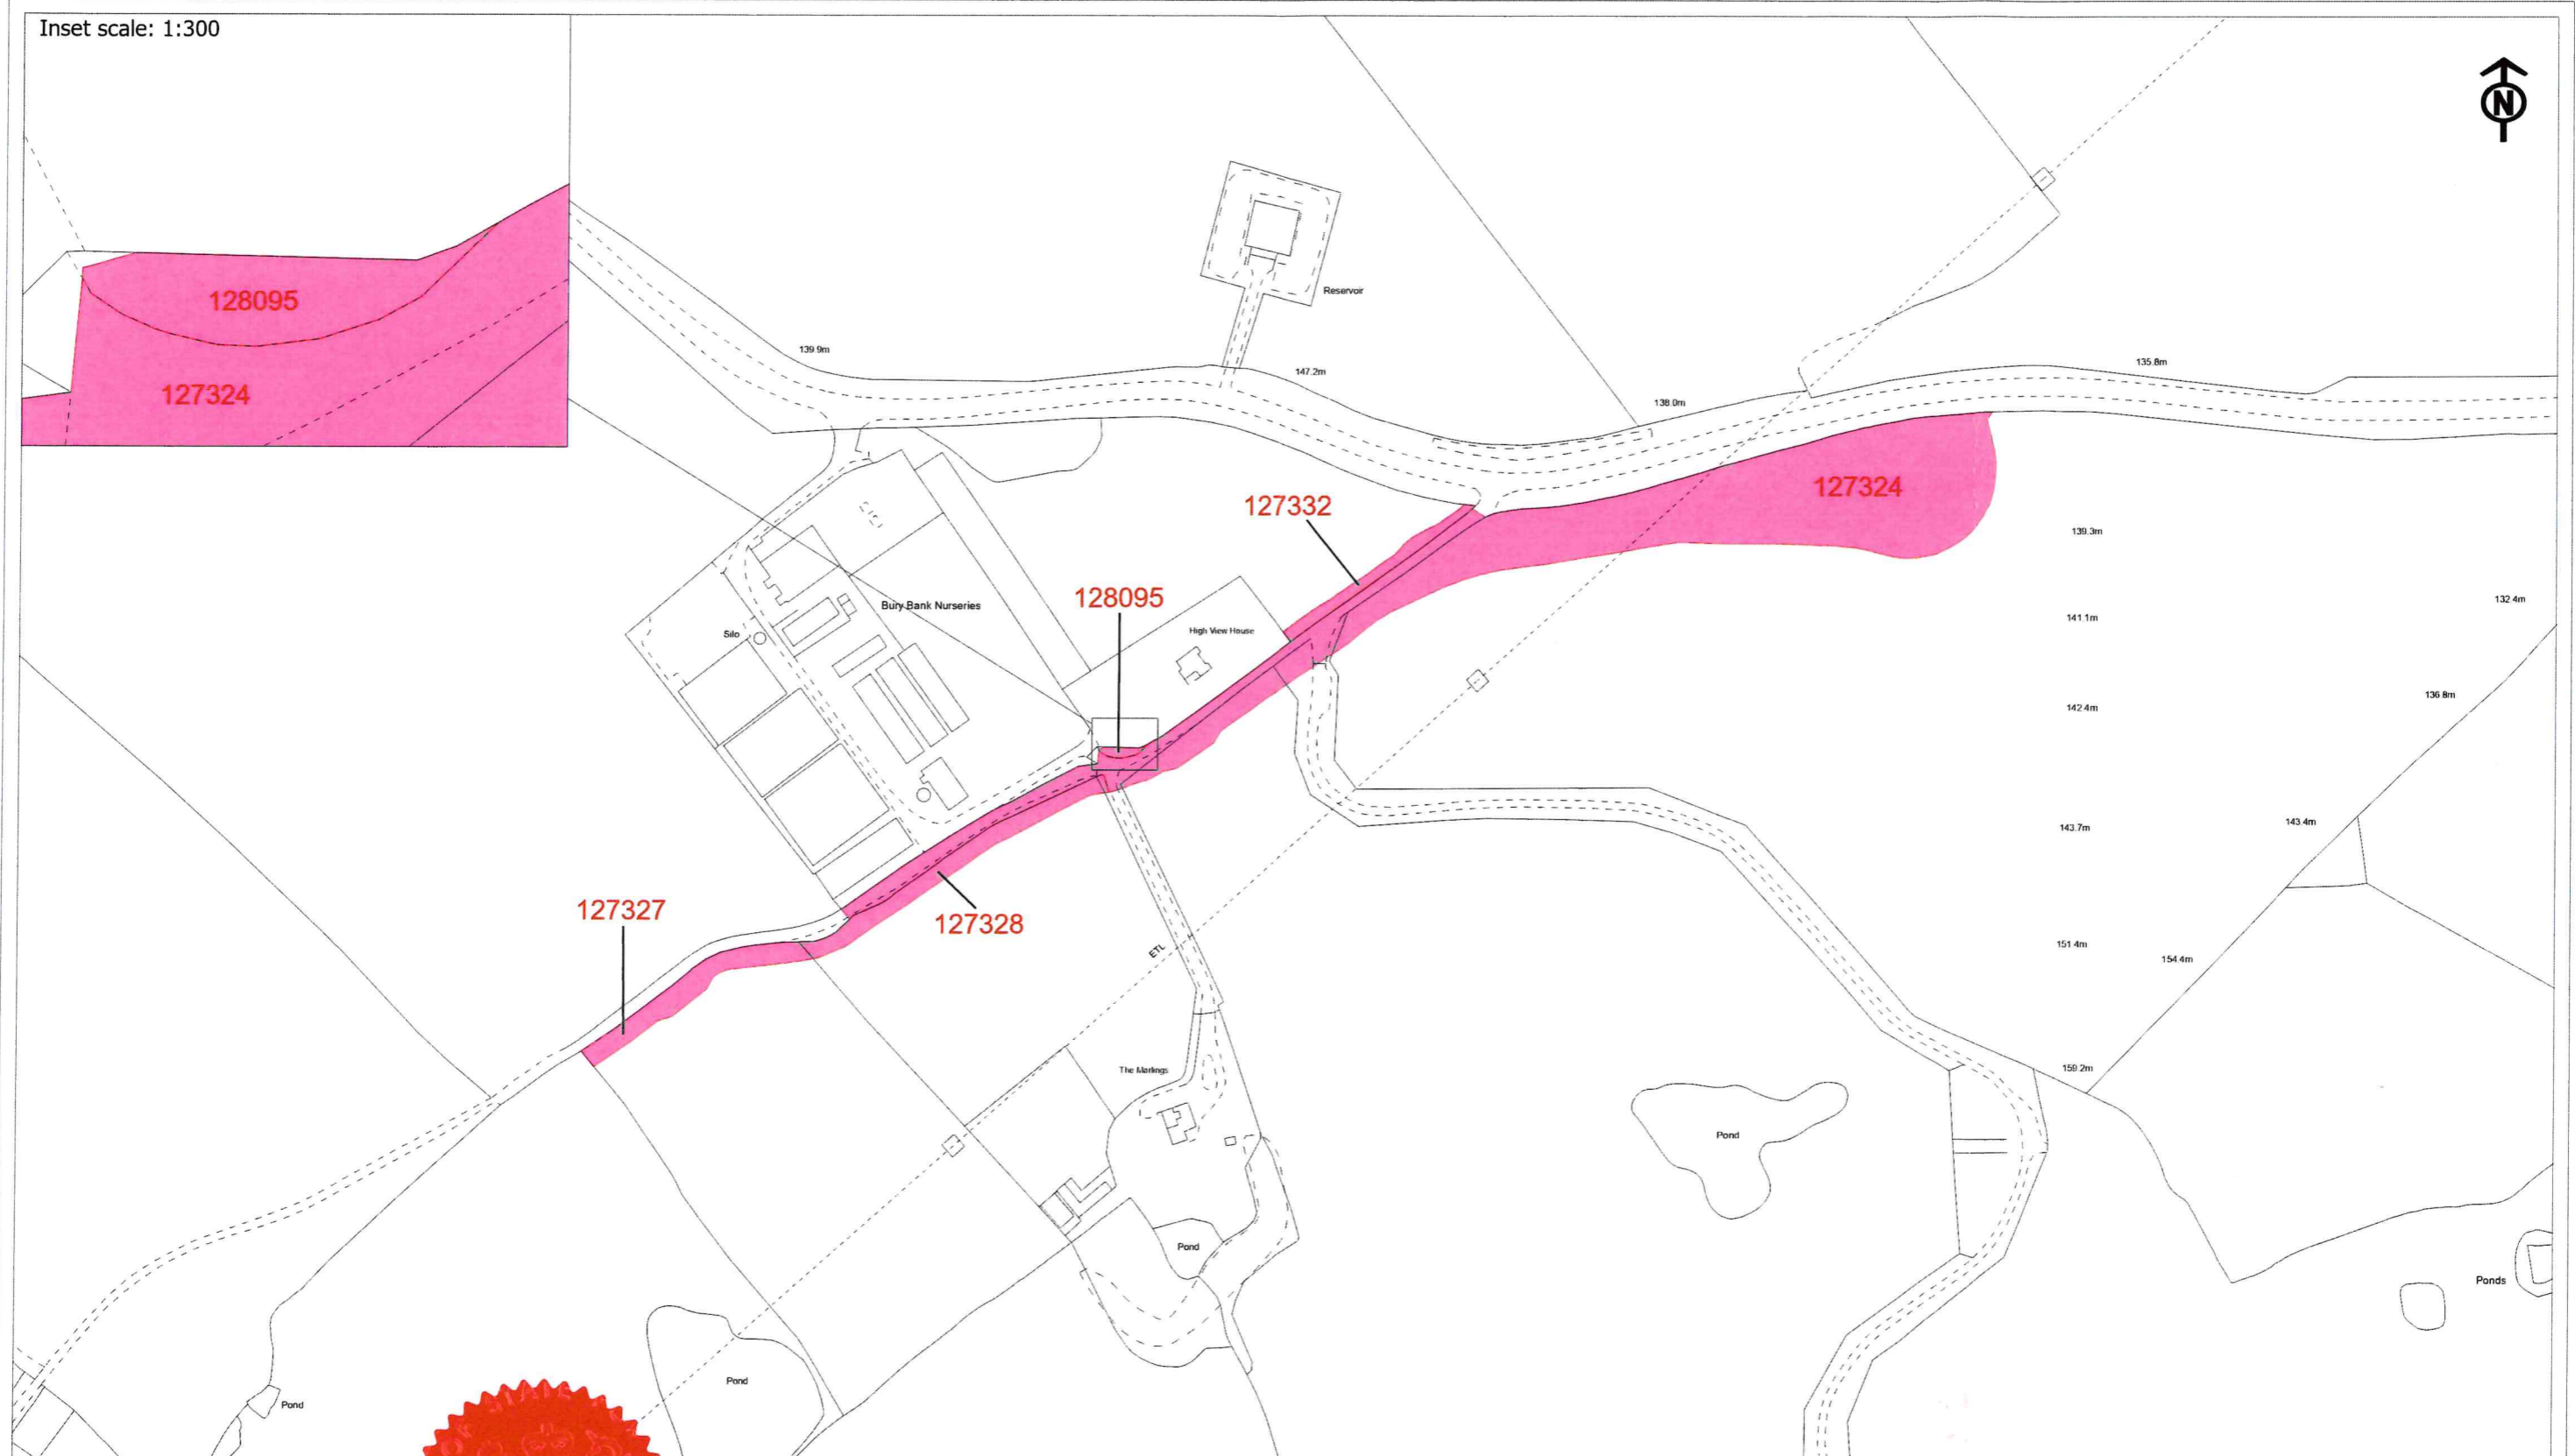 Inset scale: 1:300
N
128095
127324
Reservoir
139.9m
147.2m
138.0m
135.8m
127324
127332
139.3m
128095
132.4m
Bury Bank Nurseries
141.1m
High View House
Silo
136.8m
142.4m
143.4m
143.7m
127327
127328
151.4m
ETL
154.4m
159.2m
The Marlings
Pond
Pond
Ponds
Pond
Pond